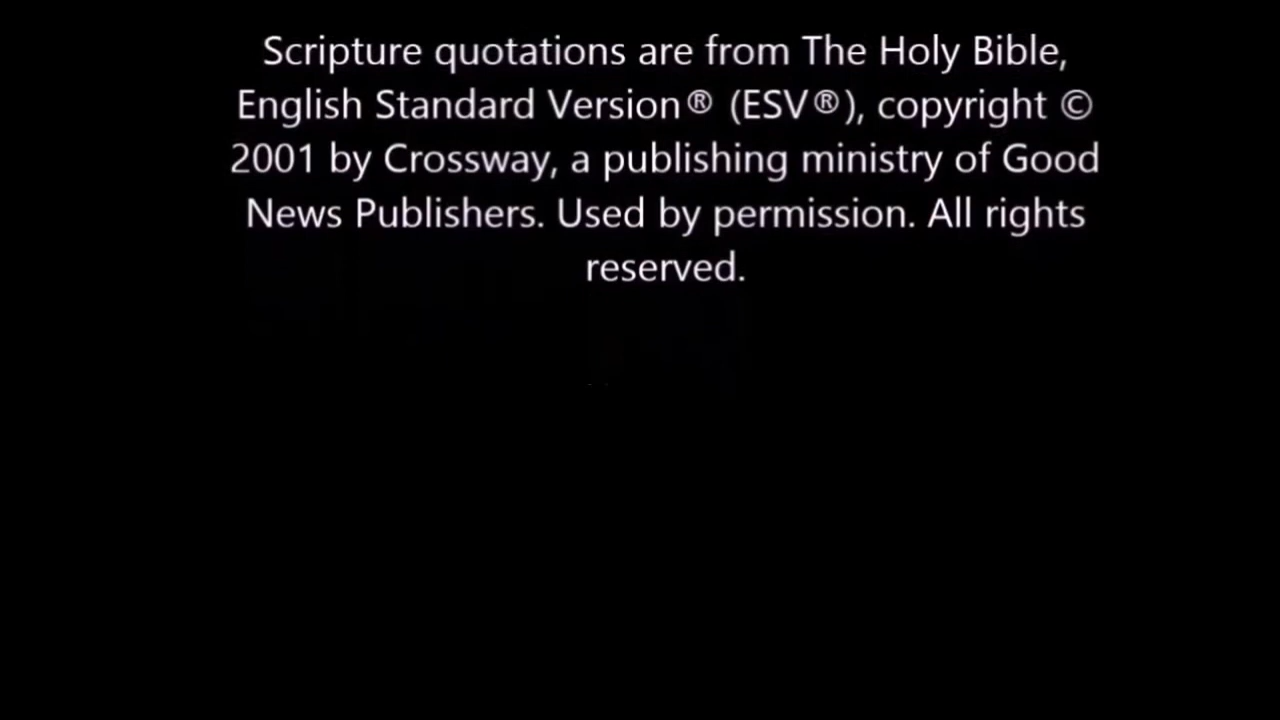 Scripture quotations are from The Holy Bible,
English Standard Version® (ESV®), copyright ©
2001 by Crossway, a publishing ministry of Good
News Publishers. Used by permission. All rights
reserved.